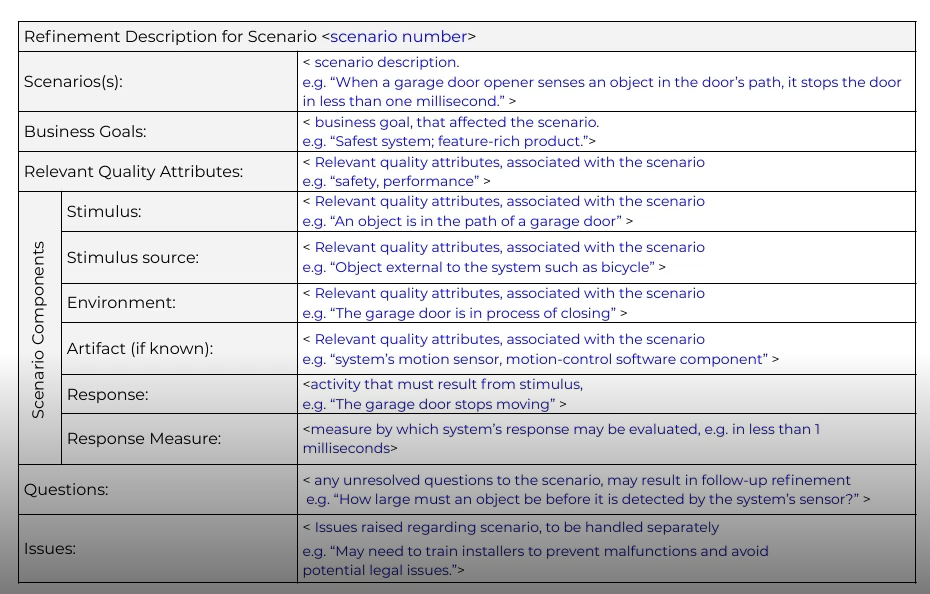 Refinement Description for Scenario <scenario number>
Scenarios(s):
< scenario description.
e.g. “When a garage door opener senses an object in the door’s path, it stops the door
in less than one millisecond.” >
Business Goals:
< business goal, that affected the scenario.
e.g. “Safest system; feature-rich product.”>
Relevant Quality Attributes:
< Relevant quality attributes, associated with the scenario
e.g. “safety, performance” >
Scenario Components
Stimulus:
< Relevant quality attributes, associated with the scenario
e.g. “An object is in the path of a garage door” >
Stimulus source:
< Relevant quality attributes, associated with the scenario
e.g. “Object external to the system such as bicycle” >
Environment:
< Relevant quality attributes, associated with the scenario
e.g. “The garage door is in process of closing” >
Artifact (if known):
< Relevant quality attributes, associated with the scenario
e.g. “system’s motion sensor, motion-control software component” >
Response:
<activity that must result from stimulus,
e.g. “The garage door stops moving” >
Response Measure:
<measure by which system’s response may be evaluated, e.g. in less than 1
milliseconds>
Questions:
< any unresolved questions to the scenario, may result in follow-up refinement
e.g. “How large must an object be before it is detected by the system’s sensor?” >
Issues:
< Issues raised regarding scenario, to be handled separately
e.g. “May need to train installers to prevent malfunctions and avoid
potential legal issues.”>